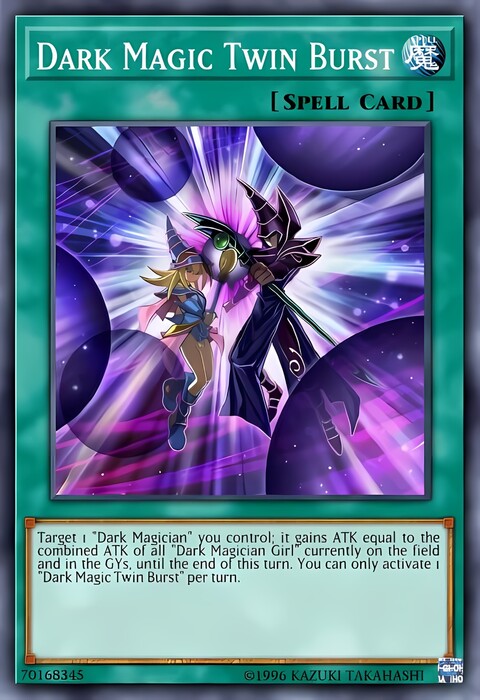 DARK MAGIC TWIN BURST 魔
[SPELL CARD]
Target 1 "Dark Magician" you control; it gains ATK equal to the
combined ATK of all "Dark Magician Girl" currently on the field
and in the GYs, until the end of this turn. You can only activate 1
"Dark Magic Twin Burst" per turn.
70168345
©1996 KAZUKI TAKAHASHI